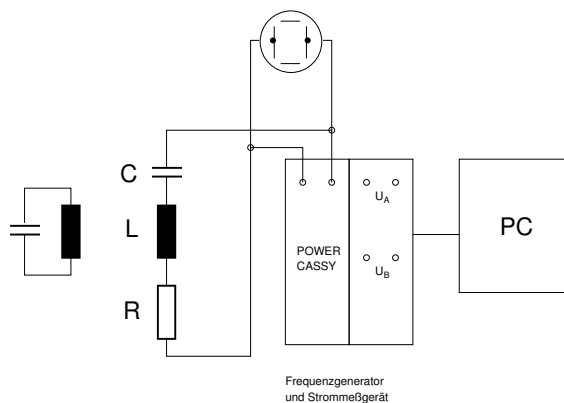 C
L
R
POWER
CASSY
U_A
U_B
PC
Frequenzgenerator
und Strommeßgerät